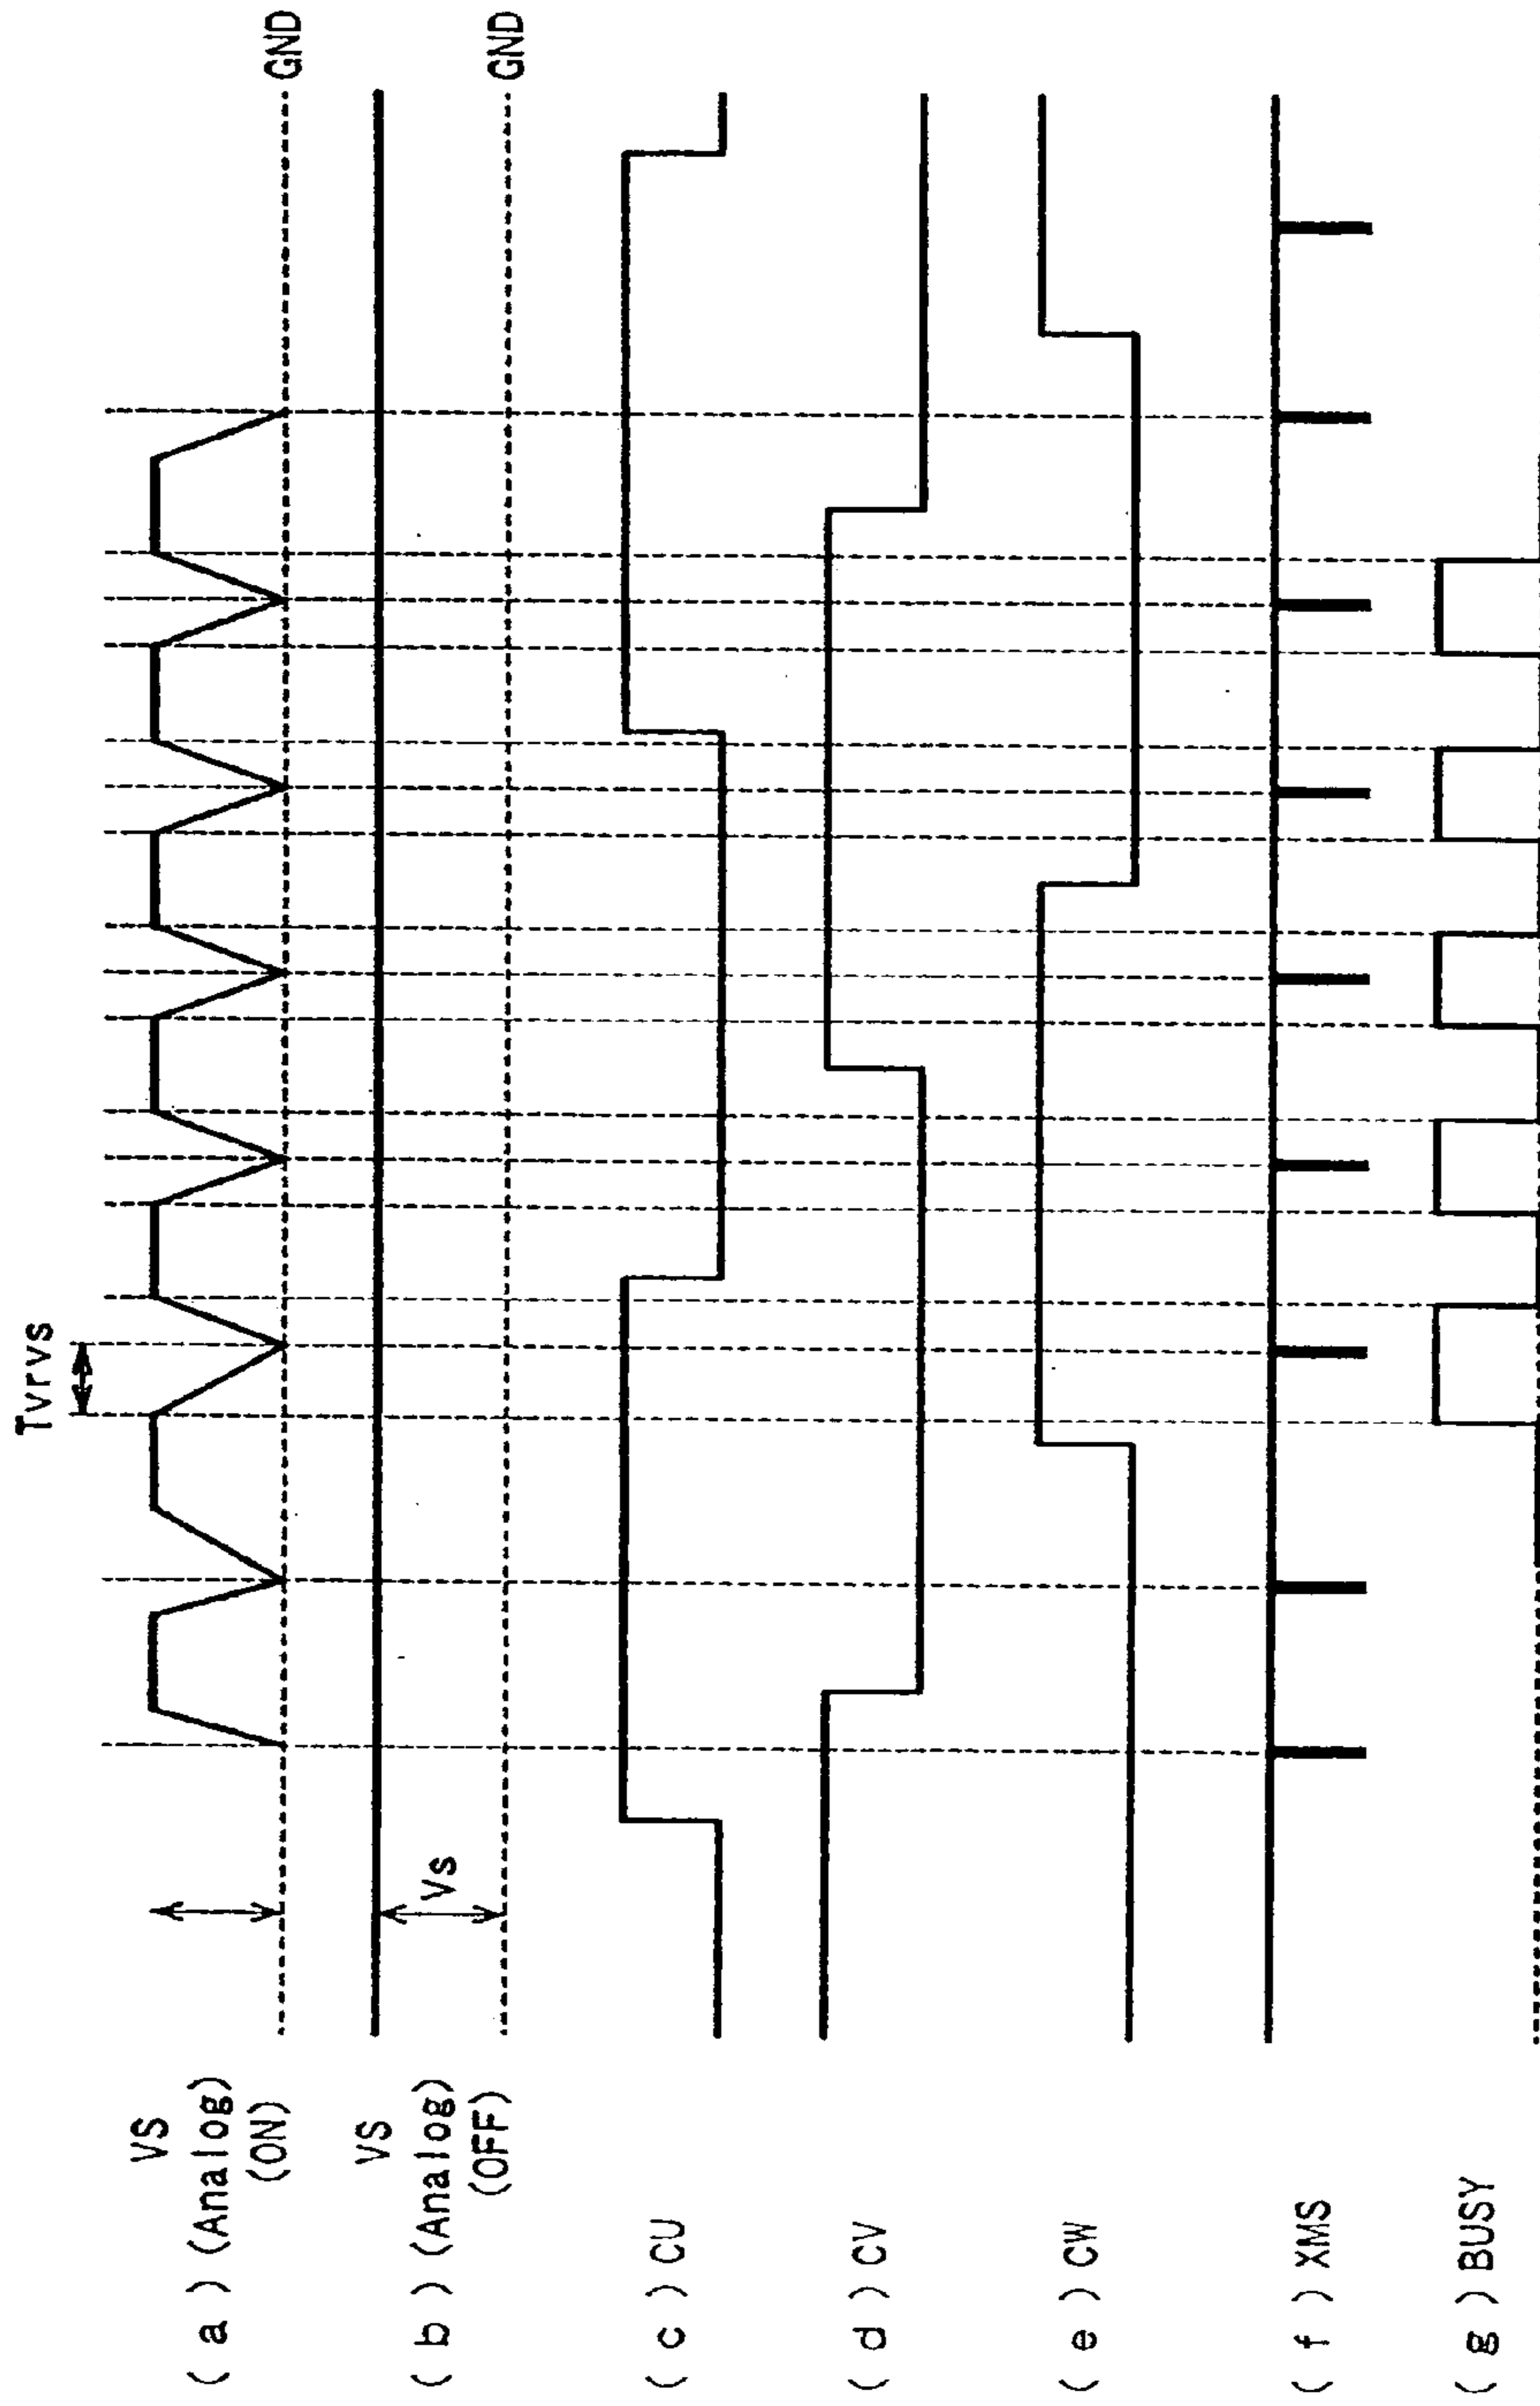 Tvrvs
VS
( a ) (Analog)
(ON)
GND
VS
( b ) (Analog)
(OFF)
Vs
GND
( c ) CU
( d ) CV
( e ) CW
( f ) XMS
( g ) BUSY